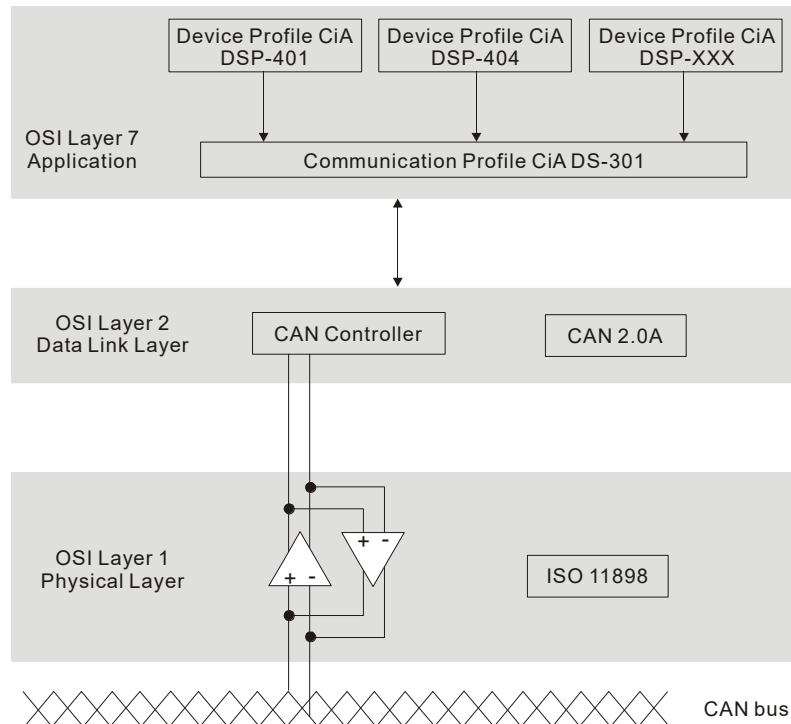 Device Profile CiA
DSP-401
Device Profile CiA
DSP-404
Device Profile CiA
DSP-XXX
OSI Layer 7
Application
Communication Profile CiA DS-301
OSI Layer 2
Data Link Layer
CAN Controller
CAN 2.0A
OSI Layer 1
Physical Layer
+ -
+ -
ISO 11898
CAN bus